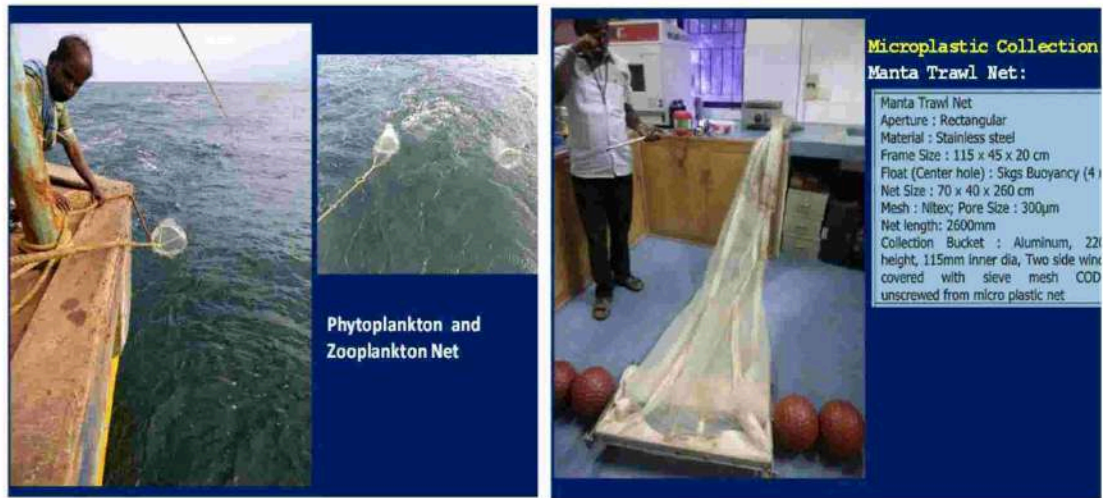 Phytoplankton and
Zooplankton Net
Microplastic Collection
Manta Trawl Net:
Manta Trawl Net
Aperture : Rectangular
Material : Stainless steel
Frame Size : 115 x 45 x 20 cm
Float (Center hole) : 5kgs Buoyancy (4
Net Size : 70 x 40 x 260 cm
Mesh : Nitex; Pore Size : 300µm
Net length: 2600mm
Collection Bucket : Aluminum, 220
height, 115mm inner dia, Two side wind
covered with sieve mesh COD
unscrewed from micro plastic net